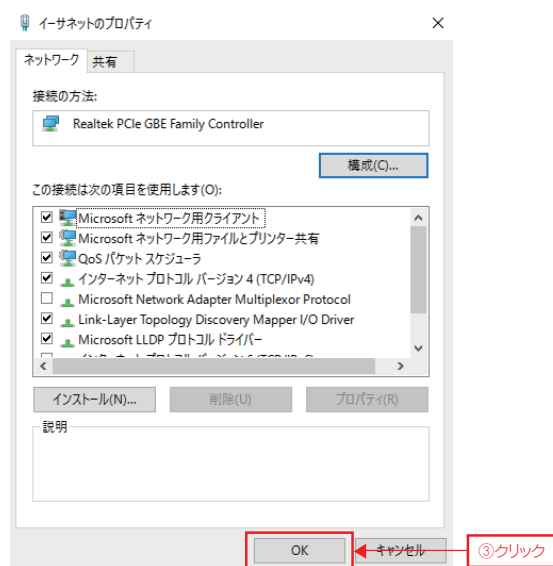 イーサネットのプロパティ
ネットワーク 共有
接続の方法:
Realtek PCIe GBE Family Controller
構成(C)...
この接続は次の項目を使用します(O):
Microsoft ネットワーク用クライアント
Microsoft ネットワーク用ファイルとプリンター共有
QoS パケット スケジューラ
インターネット プロトコル バージョン 4 (TCP/IPv4)
Microsoft Network Adapter Multiplexor Protocol
Link-Layer Topology Discovery Mapper I/O Driver
Microsoft LLDP プロトコル ドライバー
インストール(N)... 削除(U) プロパティ(R)
説明
OK キャンセル ③クリック